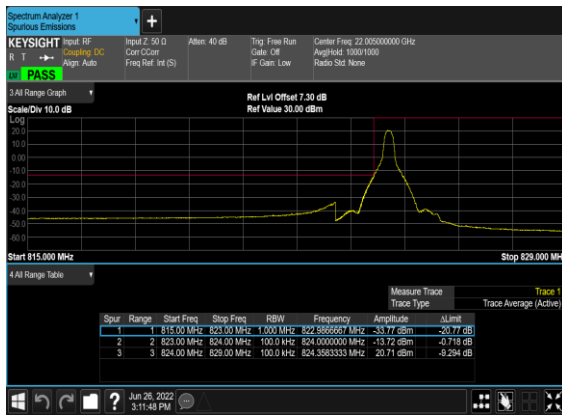 Spectrum Analyzer 1
Spurious Emissions
KEYSIGHT Input: RF Input Z: 50 Ω Atten: 40 dB Trig: Free Run Center Freq: 22.005000000 GHz
R T Coupling: DC Corr CCorr Gate: Off Avg|Hold: 1000/1000
Align: Auto Freq Ref: Int (S) IF Gain: Low Radio Std: None
PASS
3 All Range Graph
Ref Lvl Offset 7.30 dB
Scale/Div 10.0 dB Ref Value 30.00 dBm
Log
20.0
10.0
0.00
-10.0
-20.0
-30.0
-40.0
-50.0
-60.0
Start 815.000 MHz Stop 829.000 MH
4 All Range Table
Measure Trace Trace 1
Trace Type Trace Average (Active)
Spur Range Start Freq Stop Freq RBW Frequency Amplitude ΔLimit
1 1 815.00 MHz 823.00 MHz 1.000 MHz 822.9866667 MHz -33.77 dBm -20.77 dB
2 2 823.00 MHz 824.00 MHz 100.0 kHz 824.0000000 MHz -13.72 dBm -0.718 dB
3 3 824.00 MHz 829.00 MHz 100.0 kHz 824.3583333 MHz 20.71 dBm -9.294 dB
Jun 26, 2022
3:11:48 PM